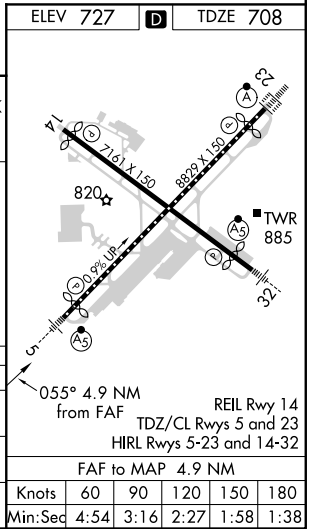 ELEV 727 D TDZE 708
A
23
14
P
P
7161 X 150
8829 X 150
820
A5
TWR
885
P
P
0.9% UP
32
5
A5
055° 4.9 NM
from FAF
REIL Rwy 14
TDZ/CL Rwys 5 and 23
HIRL Rwys 5-23 and 14-32
FAF to MAP 4.9 NM
Knots 60 90 120 150 180
Min:Sec 4:54 3:16 2:27 1:58 1:38